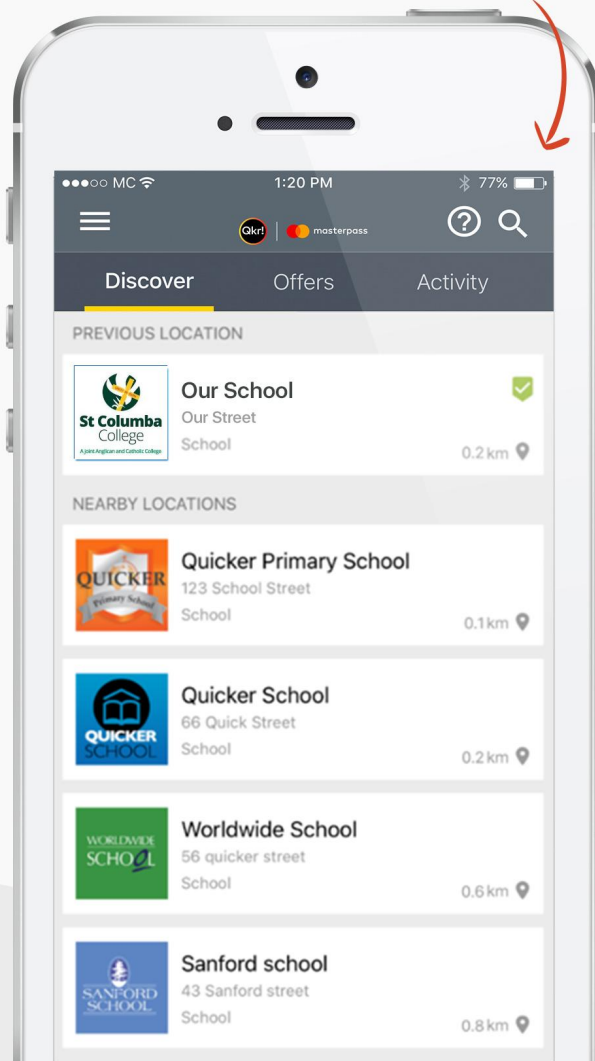 MC 1:20 PM 77%
Qkr! masterpass
Discover Offers Activity
PREVIOUS LOCATION
St Columba
College
A Joint Anglican and Catholic College
Our School
Our Street
School
0.2 km
NEARBY LOCATIONS
QUICKER
Primary School
Quicker Primary School
123 School Street
School
0.1 km
QUICKER
SCHOOL
Quicker School
66 Quick Street
School
0.2 km
WORLDWIDE
SCHOOL
Worldwide School
56 quicker street
School
0.6 km
SANFORD
SCHOOL
Sanford school
43 Sanford street
School
0.8 km